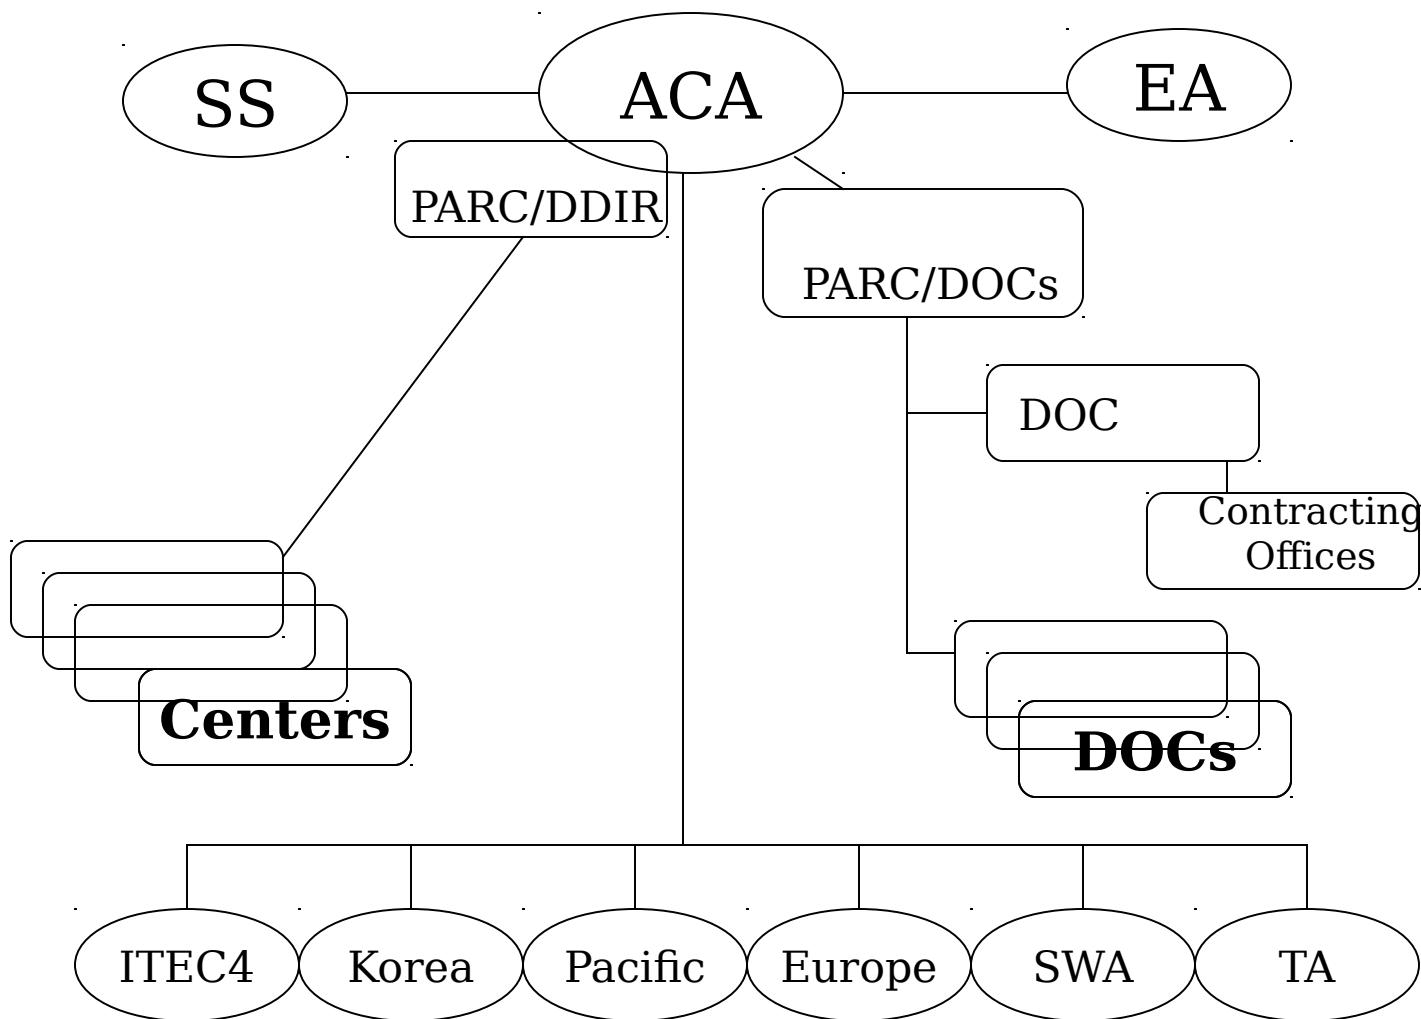 SS
ACA
EA
PARC/DDIR
PARC/DOCs
DOC
Contracting
Offices
Centers
DOCs
ITEC4
Korea
Pacific
Europe
SWA
TA